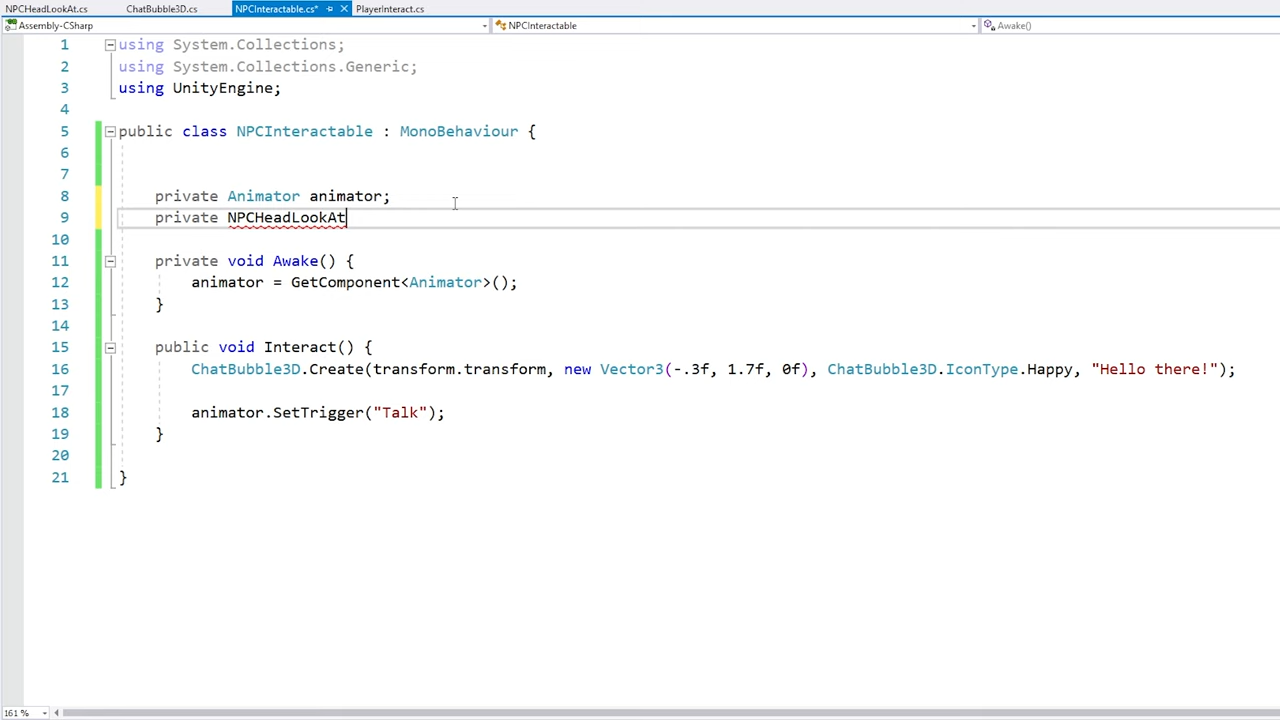 NPCHeadLookAt.cs ChatBubble3D.cs NPCInteractable.cs* PlayerInteract.cs
Assembly-CSharp NPCInteractable Awake()
1 using System.Collections;
2 using System.Collections.Generic;
3 using UnityEngine;
4
5 public class NPCInteractable : MonoBehaviour {
6
7
8 private Animator animator;
9 private NPCHeadLookAt
10
11 private void Awake() {
12 animator = GetComponent<Animator>();
13 }
14
15 public void Interact() {
16 ChatBubble3D.Create(transform.transform, new Vector3(-.3f, 1.7f, 0f), ChatBubble3D.IconType.Happy, "Hello there!");
17
18 animator.SetTrigger("Talk");
19 }
20
21 }
161 %